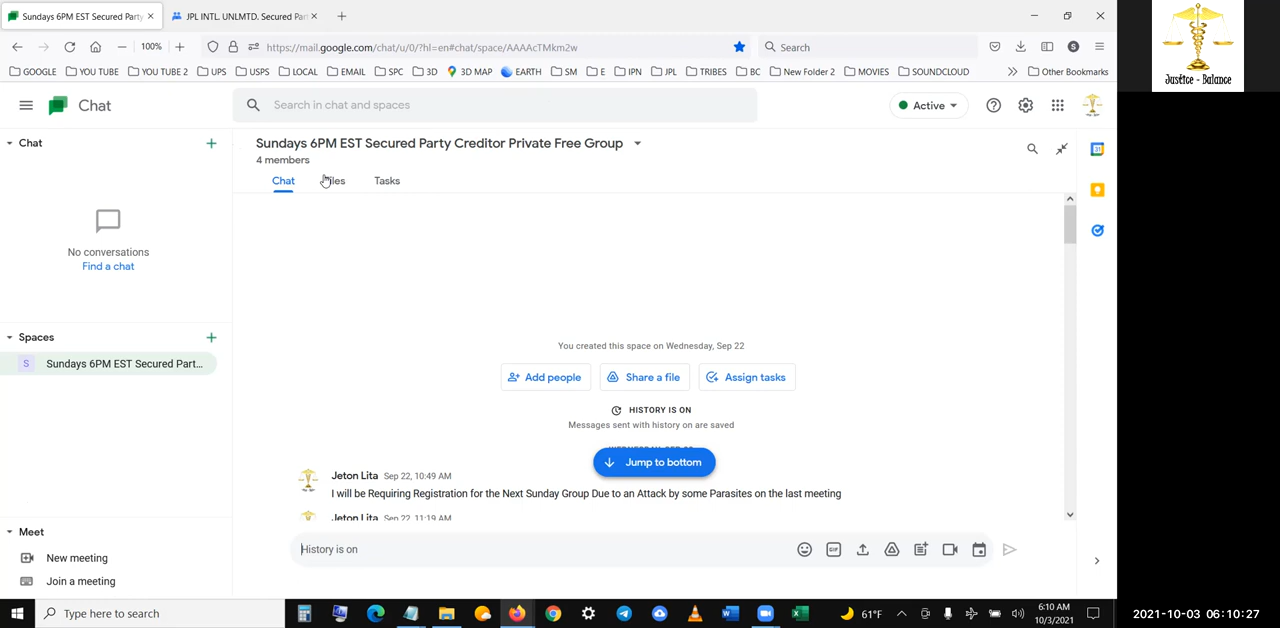 Sundays 6PM EST Secured Party
JPL INTL. UNLMTD. Secured Par
100%
https://mail.google.com/chat/u/0/?hl=en#chat/space/AAAAcTMkm2w
Search
GOOGLE YOU TUBE YOU TUBE 2 UPS USPS LOCAL EMAIL SPC 3D 3D MAP EARTH SM E IPN JPL TRIBES BC New Folder 2 MOVIES SOUNDCLOUD Other Bookmarks
Justice - Balance
Chat
Search in chat and spaces
Active
Chat
No conversations
Find a chat
Spaces
S Sundays 6PM EST Secured Part...
Meet
New meeting
Join a meeting
Sundays 6PM EST Secured Party Creditor Private Free Group
4 members
Chat Files Tasks
You created this space on Wednesday, Sep 22
Add people Share a file Assign tasks
HISTORY IS ON
Messages sent with history on are saved
Jump to bottom
Jeton Lita Sep 22, 10:49 AM
I will be Requiring Registration for the Next Sunday Group Due to an Attack by some Parasites on the last meeting
Jeton Lita Sep 22, 11:19 AM
History is on
GIF
31
Type here to search
61°F
6:10 AM
10/3/2021
2021-10-03 06:10:27